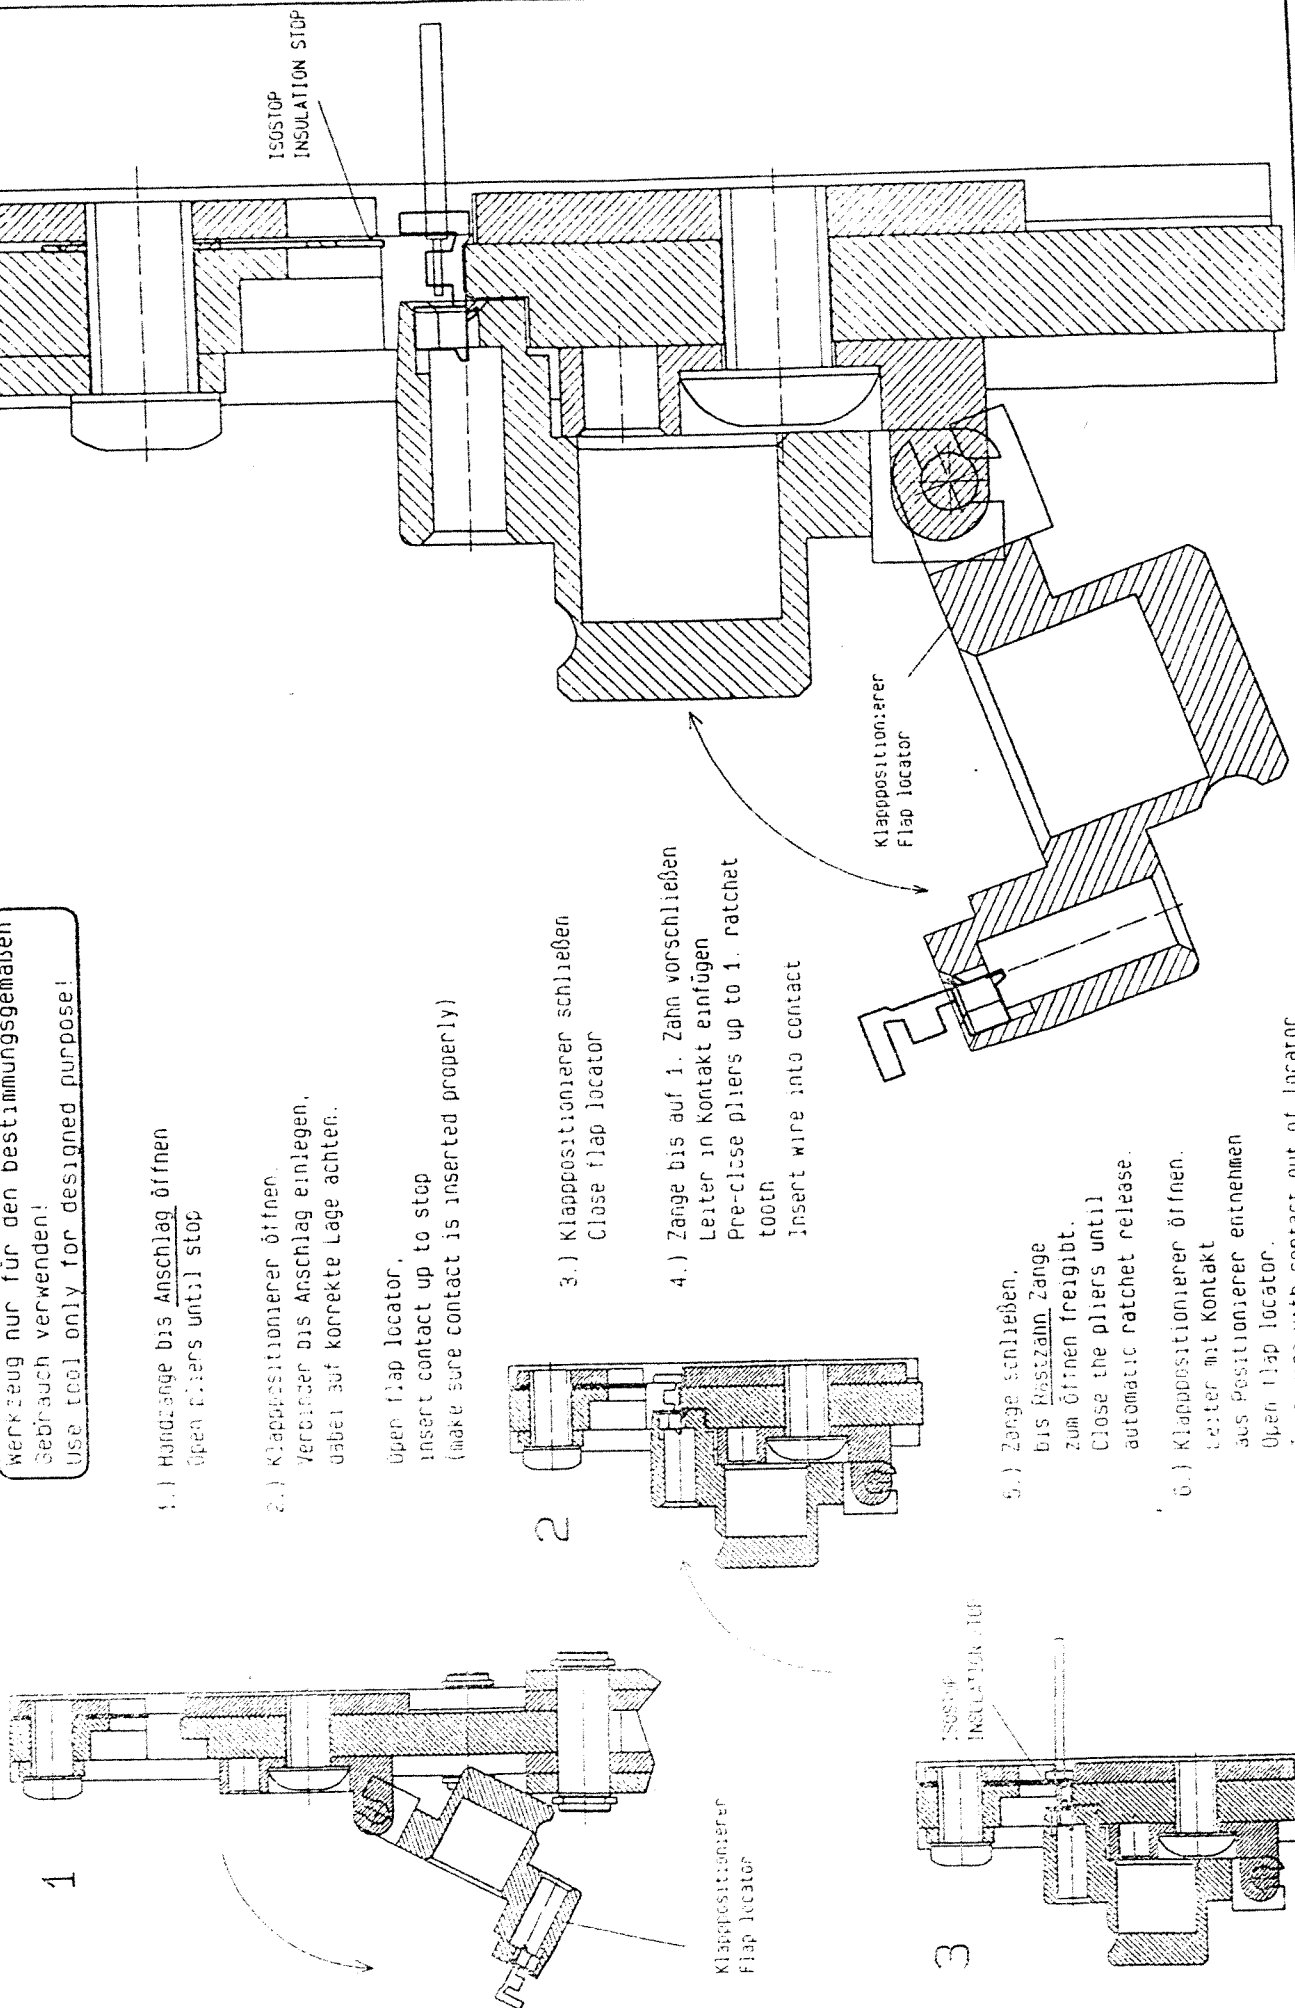 Werkzeug nur für den bestimmungsgemäßen
Gebrauch verwenden!
Use tool only for designed purpose!
1.) Handzange bis Anschlag öffnen
Open pliers until stop
2.) Klapppositionierer öffnen.
Verbinder bis Anschlag einlegen,
dabei auf korrekte Lage achten.
Open flap locator,
insert contact up to stop
(make sure contact is inserted properly)
3.) Klapppositionierer schließen
Close flap locator
4.) Zange bis auf 1. Zahn vorschließen
Leiter in Kontakt einfügen
Pre-close pliers up to 1. ratchet
tooth
Insert wire into contact
5.) Zange schließen,
bis Rastzahn Zange
zum Öffnen freigibt.
Close the pliers until
automatic ratchet release.
6.) Klapppositionierer öffnen.
Leiter mit Kontakt
aus Positionierer entnehmen
Open flap locator.
with contact out of locator
ISOSTOP
INSULATION STOP
Klapppositionierer
Flap locator
1
Klapppositionierer
Flap locator
2
3
ISOSTOP
INSULATION STOP